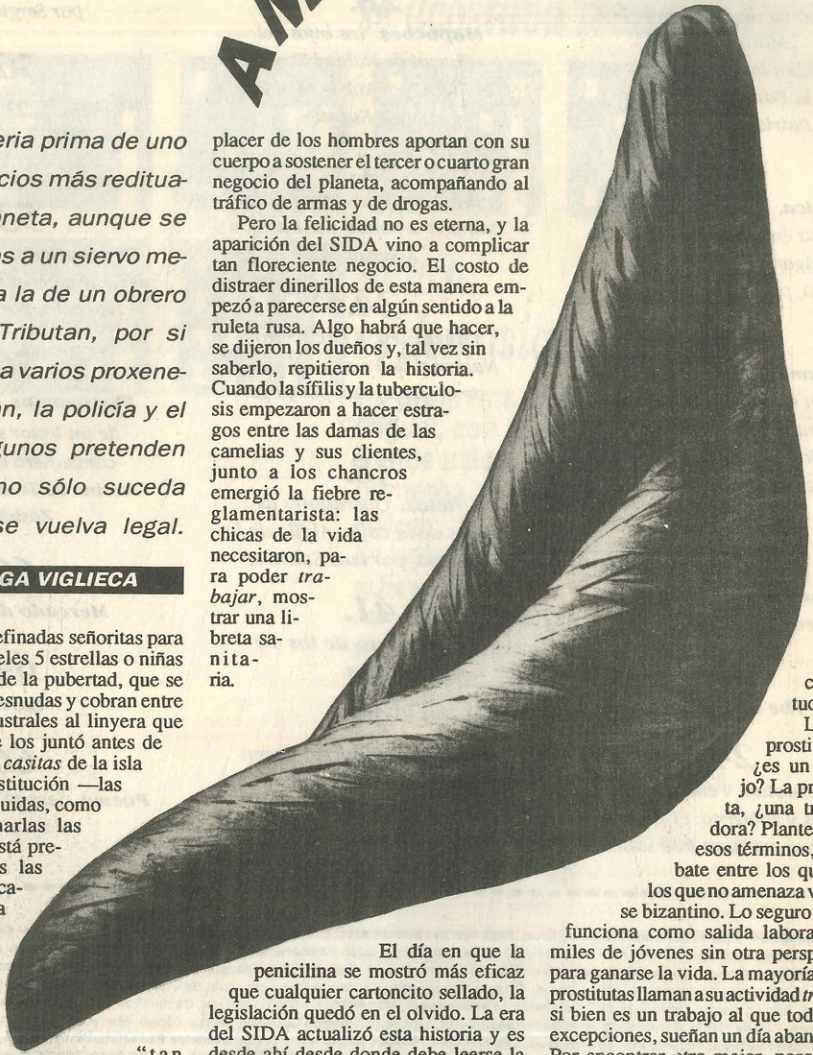 AM
eria prima de uno
cios más reditua-
aneta, aunque se
s a un siervo me-
a la de un obrero
Tributan, por si
a varios proxene-
n, la policía y el
gunos pretenden
no sólo suceda
se vuelva legal.
GA VIGLIECA
efinadas señoritas para
eles 5 estrellas o niñas
de la pubertad, que se
esnudas y cobran entre
ustrales al linyera que
e los juntó antes de
casitas de la isla
stitución —las
uidas, como
narlas las
stá pre-
s las
ca-
a
"tan
placer de los hombres aportan con su
cuerpo a sostener el tercer o cuarto gran
negocio del planeta, acompañando al
tráfico de armas y de drogas.
Pero la felicidad no es eterna, y la
aparición del SIDA vino a complicar
tan floreciente negocio. El costo de
distraer dinerillos de esta manera em-
pezó a parecerse en algún sentido a la
ruleta rusa. Algo habrá que hacer,
se dijeron los dueños y, tal vez sin
saberlo, repitieron la historia.
Cuando la sífilis y la tuberculo-
sis empezaron a hacer estra-
gos entre las damas de las
camelias y sus clientes,
junto a los chancros
emergió la fiebre re-
glamentarista: las
chicas de la vida
necesitaron, pa-
ra poder tra-
bajar, mos-
trar una li-
breta sa-
nita-
ria.
El día en que la
penicilina se mostró más eficaz
que cualquier cartoncito sellado, la
legislación quedó en el olvido. La era
del SIDA actualizó esta historia y es
desde ahí desde donde debe leerse la
c
tuc
L
prosti
¿es un
jo? La pr
ta, ¿una t
dora? Plante
esos términos,
bate entre los qu
los que no amenaza v
se bizantino. Lo seguro
funciona como salida labora
miles de jóvenes sin otra persp
para ganarse la vida. La mayoría
prostitutas llaman a su actividad tr
si bien es un trabajo al que tod
excepciones, sueñan un día aban